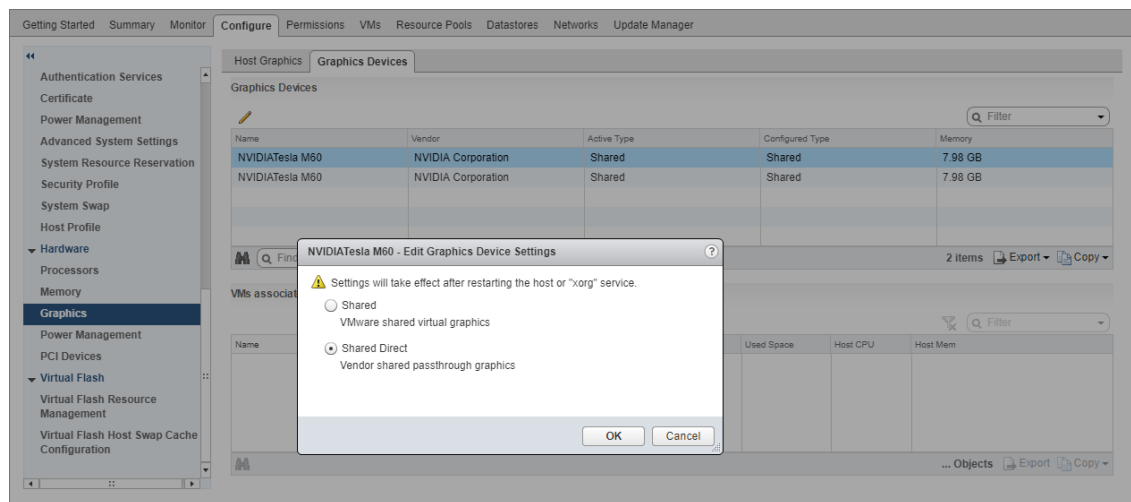 Getting Started Summary Monitor Configure Permissions VMs Resource Pools Datastores Networks Update Manager
Authentication Services
Certificate
Power Management
Advanced System Settings
System Resource Reservation
Security Profile
System Swap
Host Profile
Hardware
Processors
Memory
Graphics
Power Management
PCI Devices
Virtual Flash
Virtual Flash Resource
Management
Virtual Flash Host Swap Cache
Configuration
Host Graphics Graphics Devices
Graphics Devices
Filter
Name Vendor Active Type Configured Type Memory
NVIDIATesla M60 NVIDIA Corporation Shared Shared 7.98 GB
NVIDIATesla M60 NVIDIA Corporation Shared Shared 7.98 GB
2 items Export Copy
VMs associat
Filter
Name Used Space Host CPU Host Mem
... Objects Export Copy
NVIDIATesla M60 - Edit Graphics Device Settings ?
Settings will take effect after restarting the host or "xorg" service.
Shared
VMware shared virtual graphics
Shared Direct
Vendor shared passthrough graphics
OK Cancel